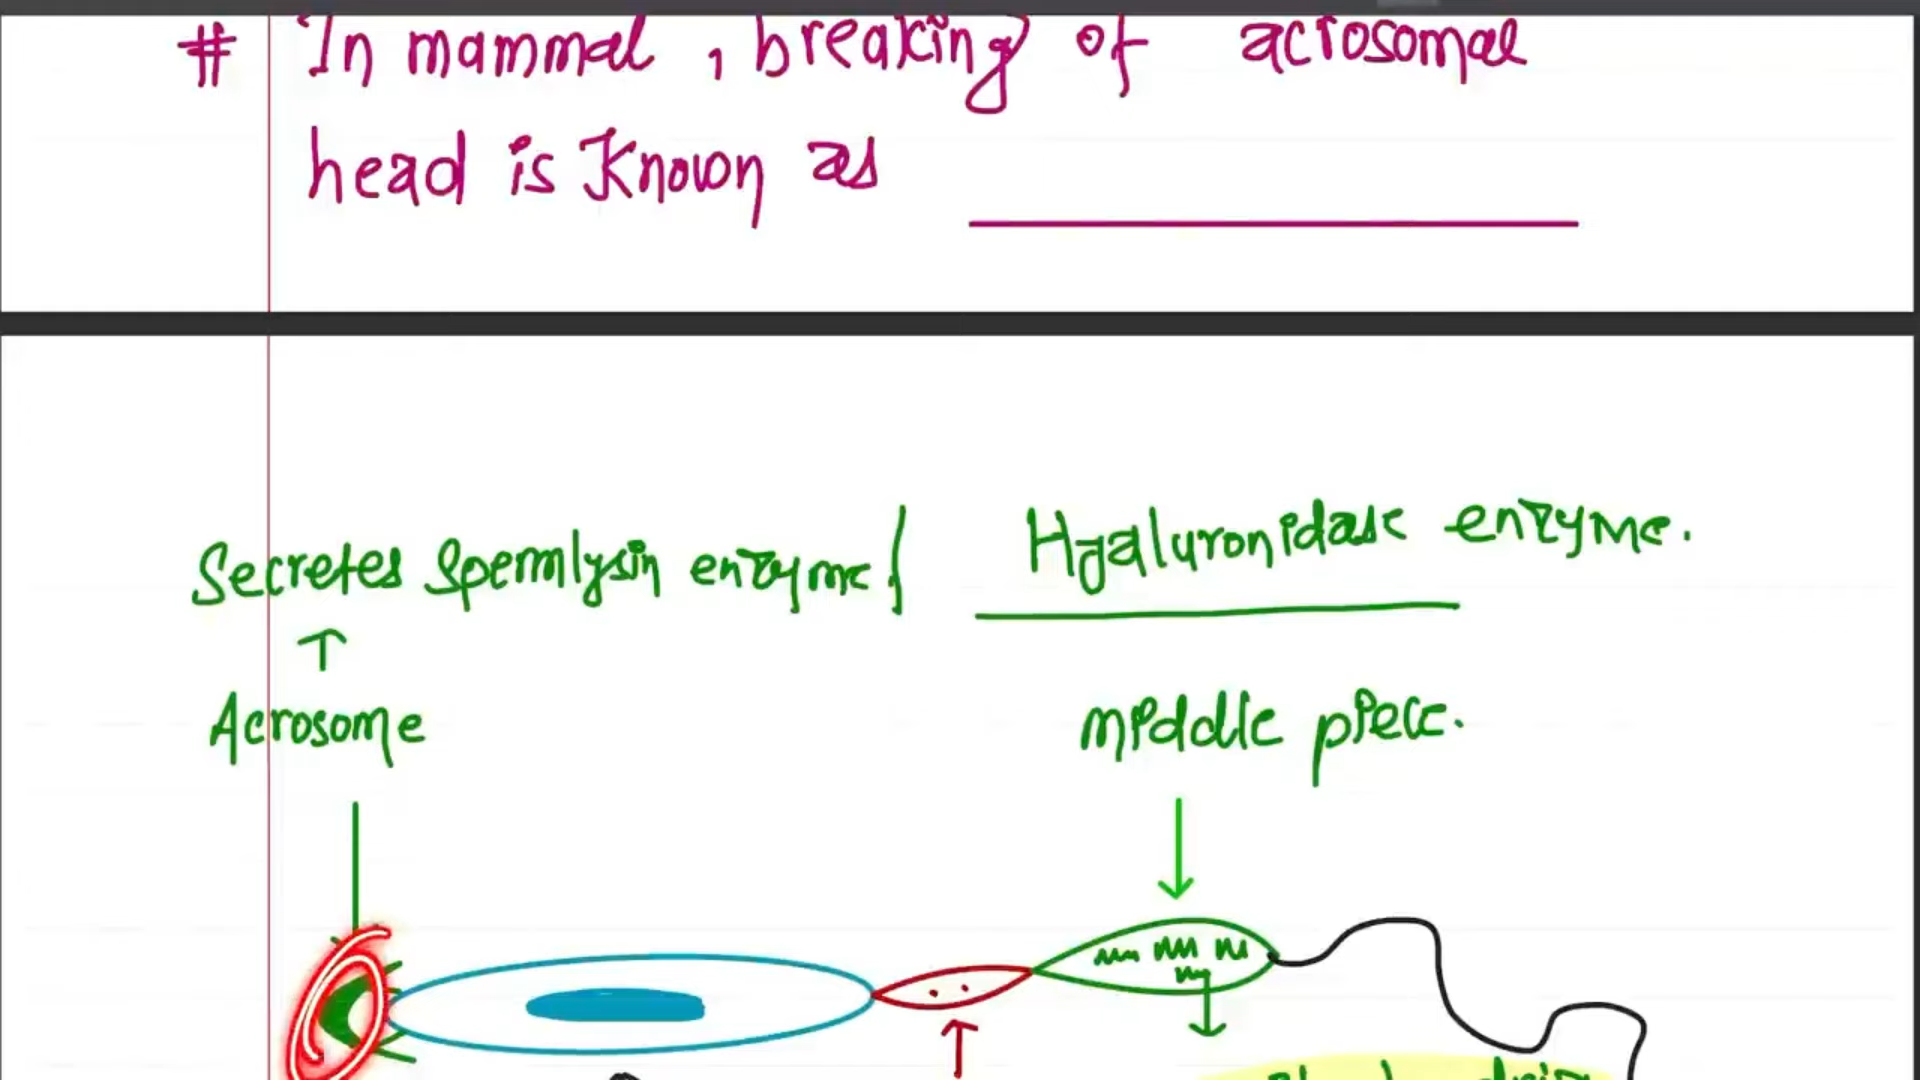 # In mammal, breaking of acrosomal
head is known as
Secretes Spermlysin enzyme/ Hyaluronidase enzyme.
Acrosome
middle piece.